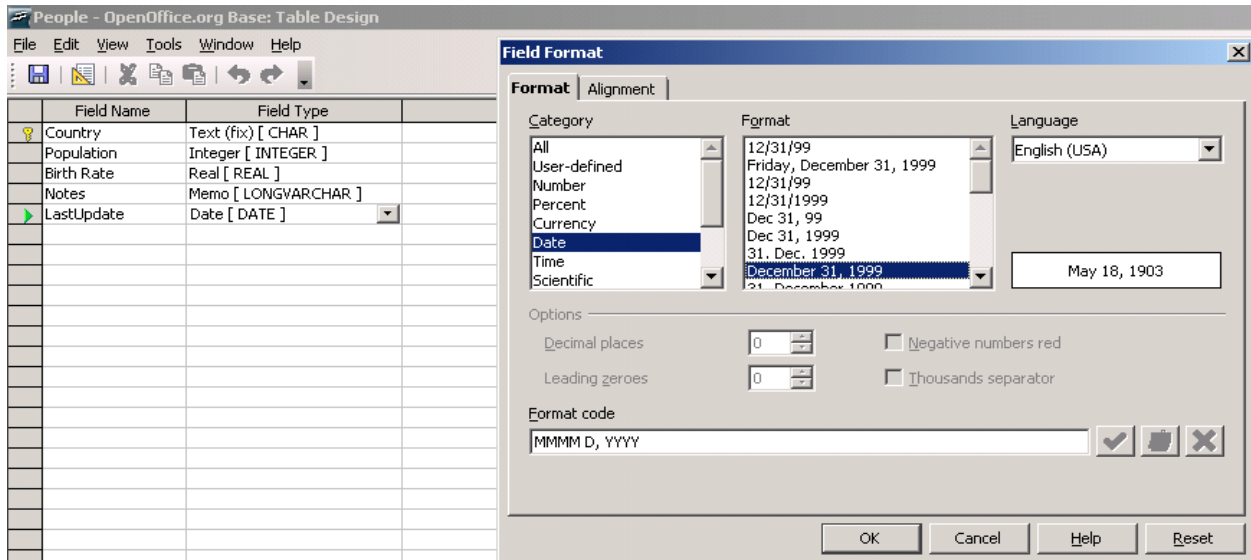 People - OpenOffice.org Base: Table Design
File Edit View Tools Window Help
Field Name Field Type
Country Text (fix) [ CHAR ]
Population Integer [ INTEGER ]
Birth Rate Real [ REAL ]
Notes Memo [ LONGVARCHAR ]
LastUpdate Date [ DATE ]
Field Format
Format Alignment
Category
All
User-defined
Number
Percent
Currency
Date
Time
Scientific
Format
12/31/99
Friday, December 31, 1999
12/31/99
12/31/1999
Dec 31, 99
Dec 31, 1999
31. Dec. 1999
December 31, 1999
31. December 1999
Language
English (USA)
May 18, 1903
Options
Decimal places 0 Negative numbers red
Leading zeroes 0 Thousands separator
Format code
MMMM D, YYYY
OK Cancel Help Reset